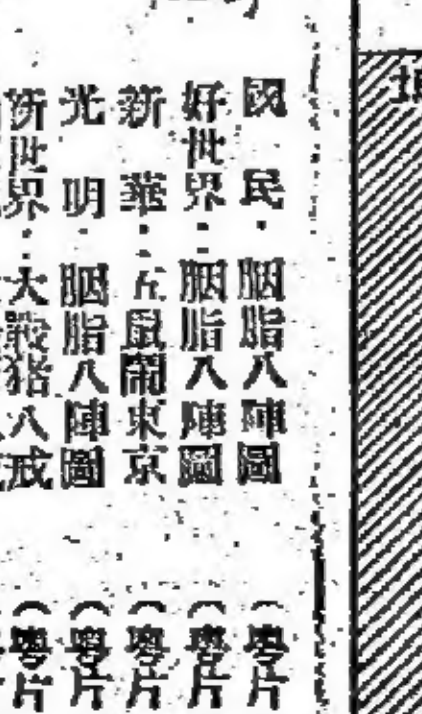 國民·胭脂八陣圖（粵片
好世界：胭脂八陣圖（粵片
新華：五鼠鬧東京（粵片
光明·胭脂八陣圖（粵片
新世界：大戰猪八戒（粵片